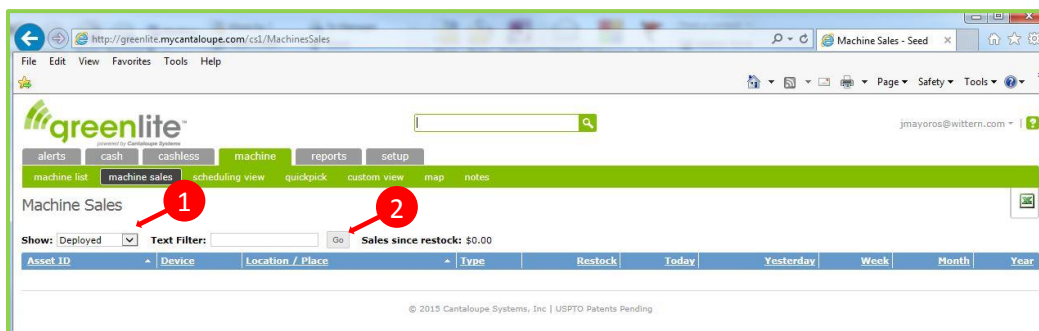 http://greenlite.mycantaloupe.com/cs1/MachinesSales
Machine Sales - Seed
File Edit View Favorites Tools Help
Page Safety Tools
greenlite™
powered by Cantaloupe Systems
jmayoros@wittern.com
alerts cash cashless machine reports setup
machine list machine sales scheduling view quickpick custom view map notes
Machine Sales
1
2
Show: Deployed Text Filter: Go Sales since restock: $0.00
Asset ID Device Location / Place Type Restock Today Yesterday Week Month Year
© 2015 Cantaloupe Systems, Inc | USPTO Patents Pending